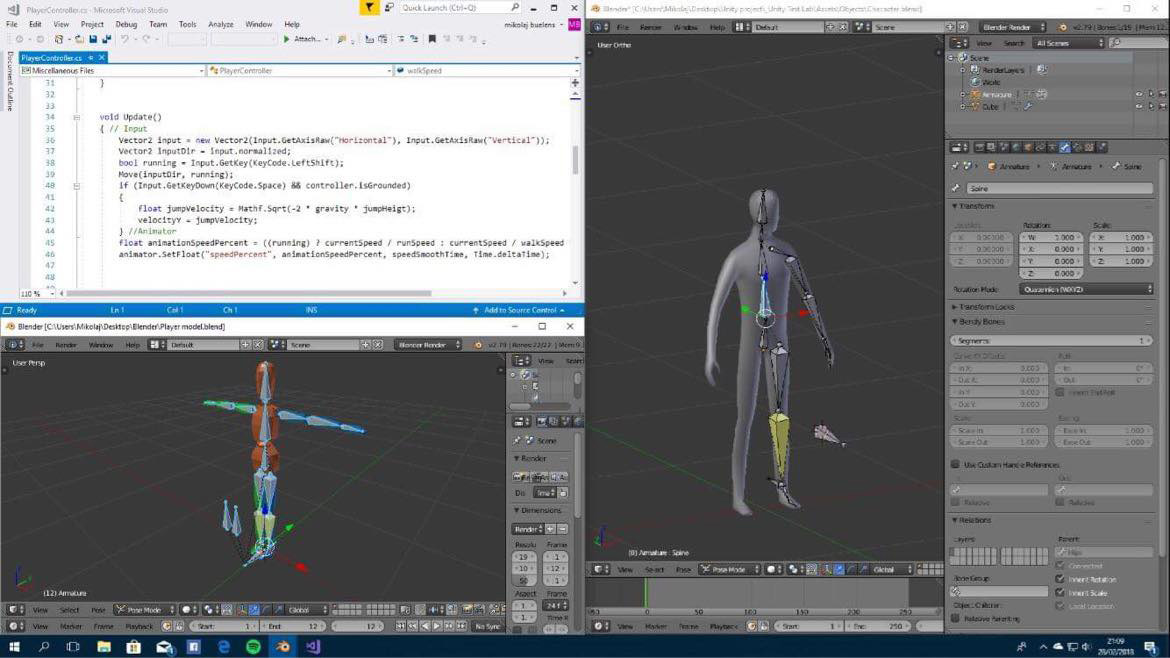 PlayerController.cs - Microsoft Visual Studio
Quick Launch (Ctrl+Q)
File Edit View Project Debug Team Tools Analyze Window Help
mikolaj buelens
MB
Attach...
PlayerController.cs
Document Outline
Miscellaneous Files PlayerController walkSpeed
31 }
32
33
34 void Update()
35 { // Input
36 Vector2 input = new Vector2(Input.GetAxisRaw("Horizontal"), Input.GetAxisRaw("Vertical"));
37 Vector2 inputDir = input.normalized;
38 bool running = Input.GetKey(KeyCode.LeftShift);
39 Move(inputDir, running);
40 if (Input.GetKeyDown(KeyCode.Space) && controller.isGrounded)
41 {
42 float jumpVelocity = Mathf.Sqrt(-2 * gravity * jumpHeigt);
43 velocityY = jumpVelocity;
44 } //Animator
45 float animationSpeedPercent = ((running) ? currentSpeed / runSpeed : currentSpeed / walkSpeed
46 animator.SetFloat("speedPercent", animationSpeedPercent, speedSmoothTime, Time.deltaTime);
47
48
110 %
Ready Ln 1 Col 1 Ch 1 INS Add to Source Control
Blender [C:\Users\Mikolaj\Desktop\Blender\Player model.blend]
File Render Window Help Default Scene Blender Render
User Persp
View
Scene
Render
Dimensions
Render
Resolu Frame
19 1
10 12
50 1
Aspect Frame
24 f
(12) Armature
View Select Pose Pose Mode Global
View Marker Frame Playback Start: 1 End: 12 12 No Sync
Blender* [C:\Users\Mikolaj\Desktop\Unity projects\_Unity Test Lab\Assets\Objects\Character.blend]
File Render Window Help Default Scene Blender Render
User Ortho
View Search All Scenes
Scene
RenderLayers
World
Armature
Cube
Armature Armature Spine
Spine
Transform
Rotation: Scale:
X: 0.00000 W: 1.000 X: 1.000
Y: 0.00000 X: 0.000 Y: 1.000
Z: 0.00000 Y: 0.000 Z: 1.000
Z: 0.000
Rotation Mode: Quaternion (WXYZ)
Transform Locks
Bendy Bones
Segments: 1
In X: 0.000 In: 0°
Out X: 0.000 Out: 0°
In Y 0.000
Out Y 0.000
Scale In: 1.000 Ease In: 1.000
Scale Out: 1.000 Ease Out: 1.000
Use Custom Handle References
Relative Relative
Relations
Layers: Parent:
Hips
Connected
Bone Group: Inherit Rotation
Inherit Scale
Object Children: Local Location
Relative Parenting
(0) Armature : Spine
View Select Pose Pose Mode Global
-50 0 50 100 150 200 250
View Marker Frame Playback Start: 1 End: 250
21:09
28/02/2018